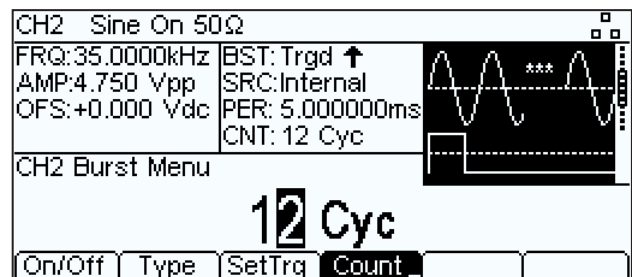 CH2 Sine On 50Ω
FRQ:35.0000kHz
AMP:4.750 Vpp
OFS:+0.000 Vdc
BST: Trgd ↑
SRC:Internal
PER: 5.000000ms
CNT: 12 Cyc
***
CH2 Burst Menu
12 Cyc
On/Off Type SetTrg Count